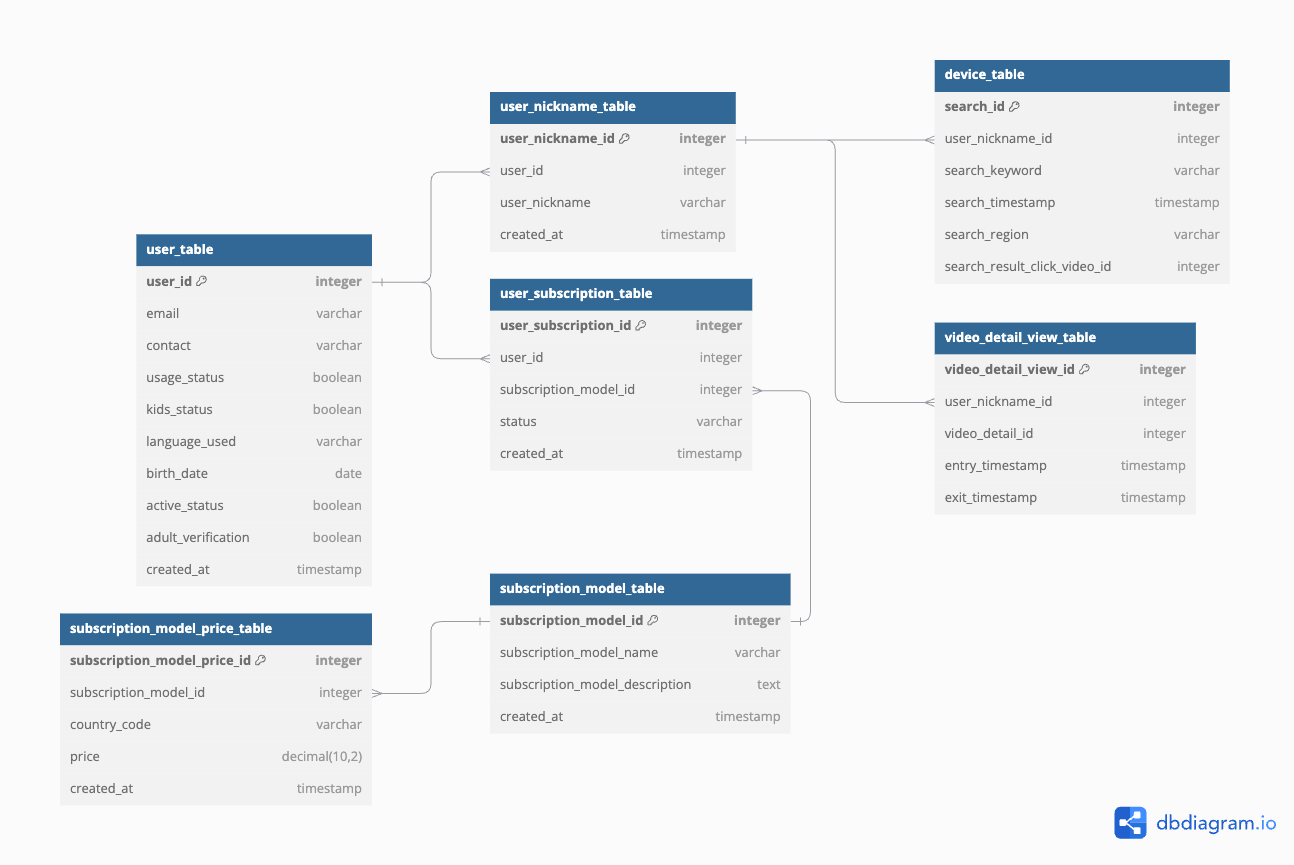 device_table
search_id integer
user_nickname_id integer
search_keyword varchar
search_timestamp timestamp
search_region varchar
search_result_click_video_id integer
user_nickname_table
user_nickname_id integer
user_id integer
user_nickname varchar
created_at timestamp
user_table
user_id integer
email varchar
contact varchar
usage_status boolean
kids_status boolean
language_used varchar
birth_date date
active_status boolean
adult_verification boolean
created_at timestamp
user_subscription_table
user_subscription_id integer
user_id integer
subscription_model_id integer
status varchar
created_at timestamp
video_detail_view_table
video_detail_view_id integer
user_nickname_id integer
video_detail_id integer
entry_timestamp timestamp
exit_timestamp timestamp
subscription_model_table
subscription_model_id integer
subscription_model_name varchar
subscription_model_description text
created_at timestamp
subscription_model_price_table
subscription_model_price_id integer
subscription_model_id integer
country_code varchar
price decimal(10,2)
created_at timestamp
dbdiagram.io